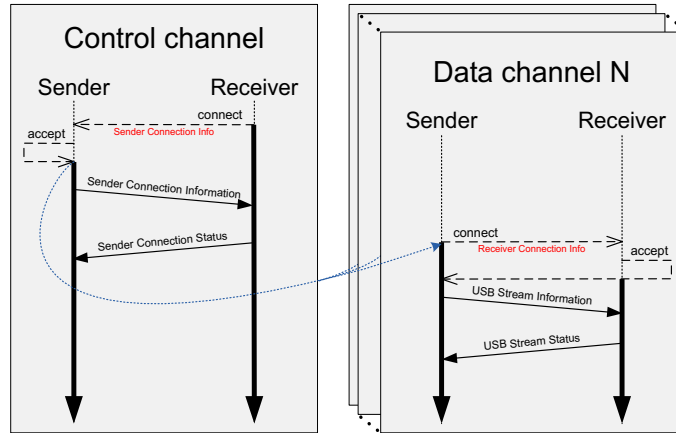 Control channel
Sender
Receiver
connect
Sender Connection Info
accept
Sender Connection Information
Sender Connection Status
Data channel N
Sender
Receiver
connect
Receiver Connection Info
accept
USB Stream Information
USB Stream Status